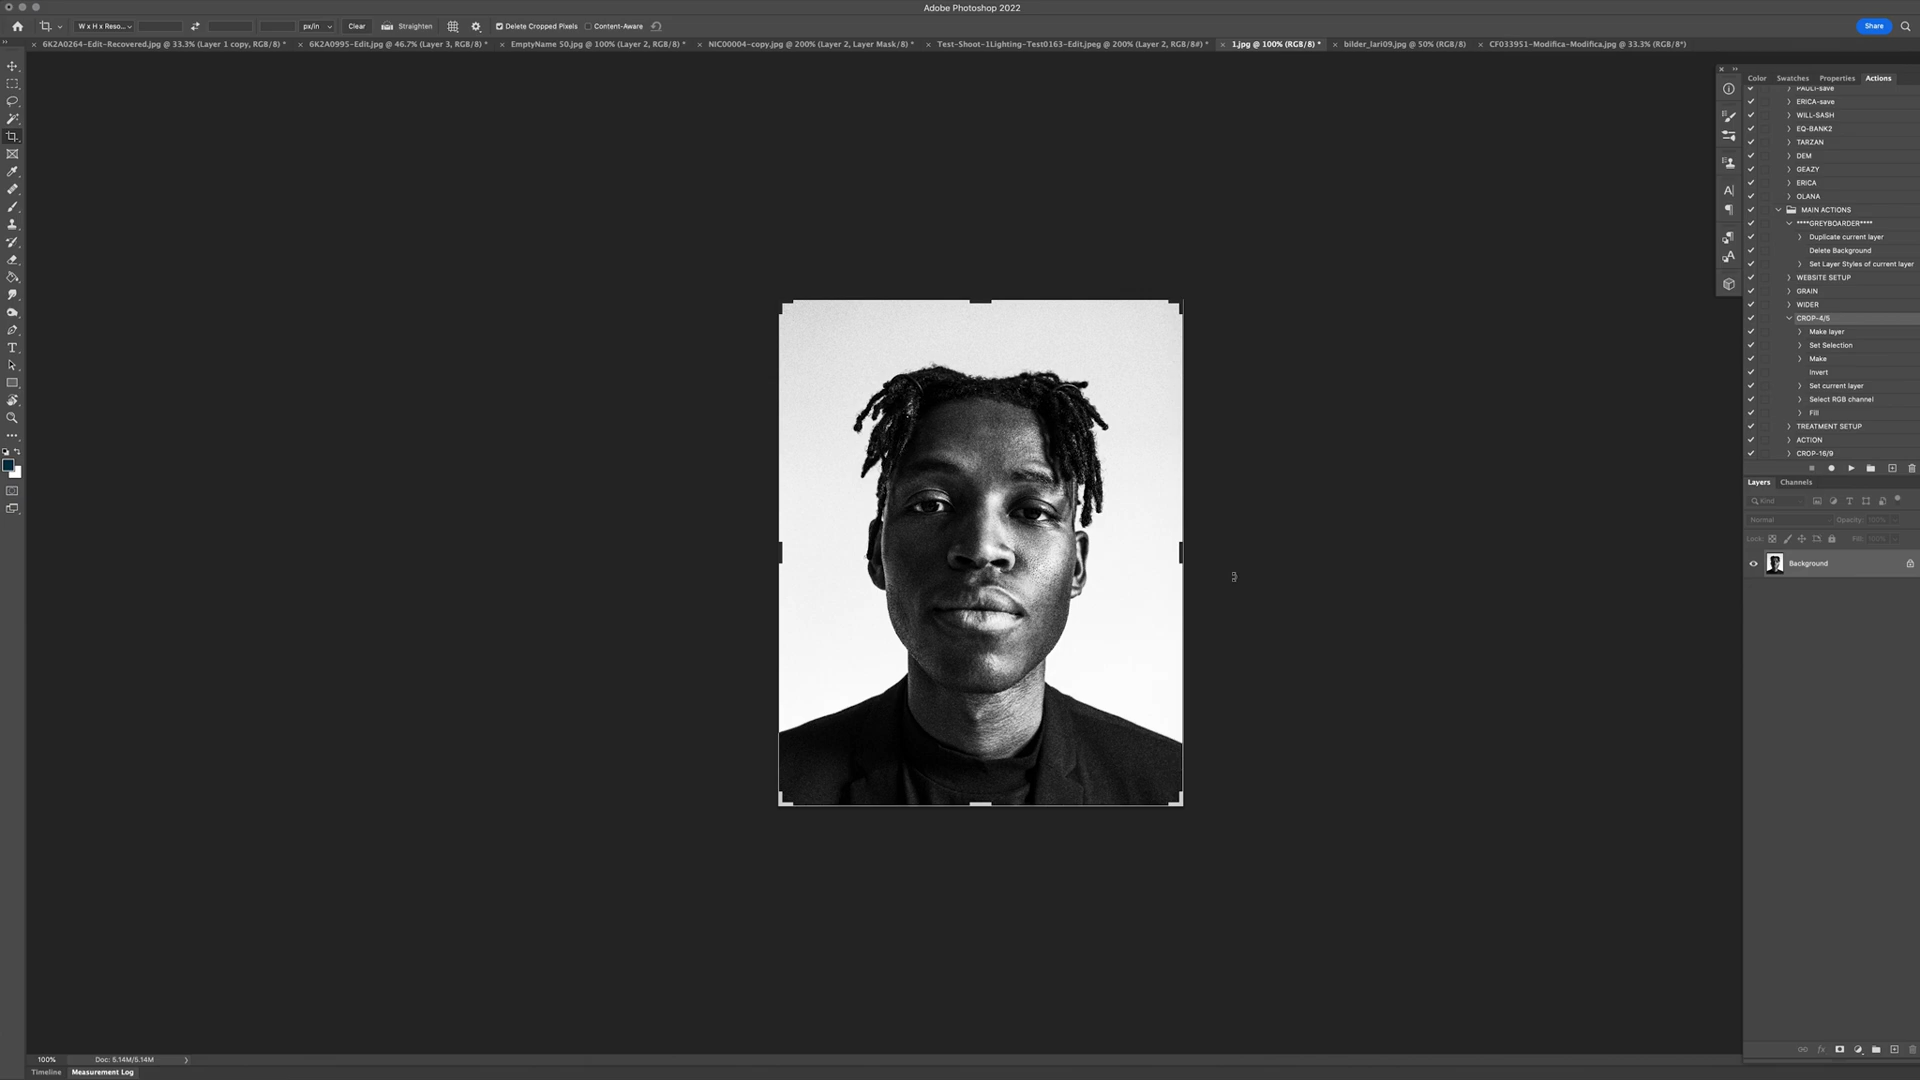 Adobe Photoshop 2022
W x H x Reso... px/in Clear Straighten Delete Cropped Pixels Content-Aware Share
6K2A0264-Edit-Recovered.jpg @ 33.3% (Layer 1 copy, RGB/8) * 6K2A0995-Edit.jpg @ 46.7% (Layer 3, RGB/8) * EmptyName 50.jpg @ 100% (Layer 2, RGB/8) * NIC00004-copy.jpg @ 200% (Layer 2, Layer Mask/8) * Test-Shoot-1Lighting-Test0163-Edit.jpeg @ 200% (Layer 2, RGB/8#) * 1.jpg @ 100% (RGB/8) * bilder_lari09.jpg @ 50% (RGB/8) CF033951-Modifica-Modifica.jpg @ 33.3% (RGB/8*)
Color Swatches Properties Actions
PAULI-save
ERICA-save
WILL-SASH
EQ-BANK2
TARZAN
DEM
GEAZY
ERICA
OLANA
MAIN ACTIONS
****GREYBOARDER****
Duplicate current layer
Delete Background
Set Layer Styles of current layer
WEBSITE SETUP
GRAIN
WIDER
CROP-4/5
Make layer
Set Selection
Make
Invert
Set current layer
Select RGB channel
Fill
TREATMENT SETUP
ACTION
CROP-16/9
Layers Channels
Kind
Normal Opacity: 100%
Lock: Fill: 100%
Background
100% Doc: 5.14M/5.14M
Timeline Measurement Log